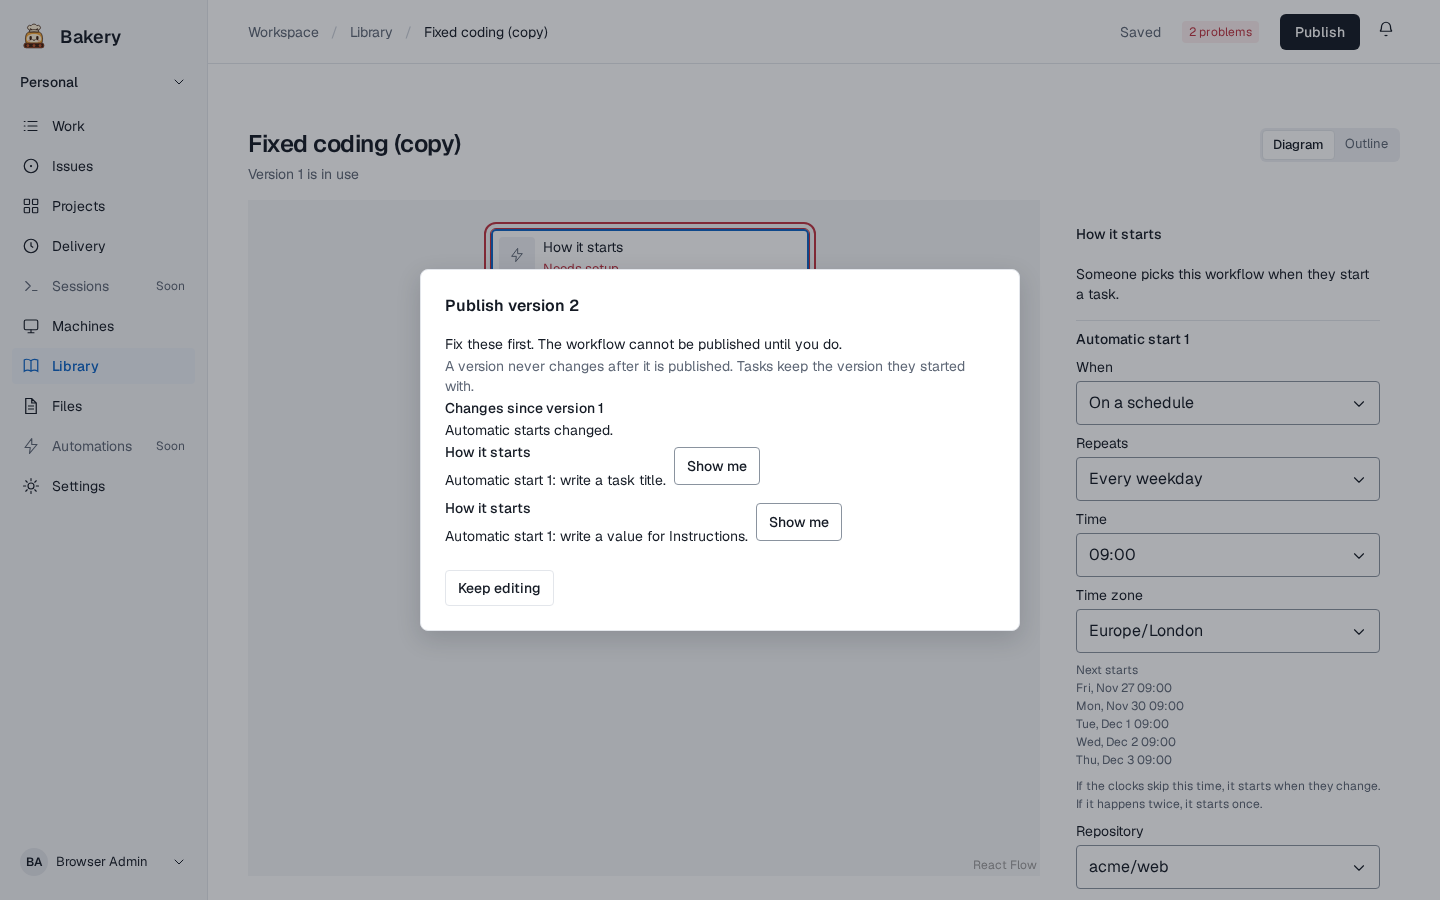 Bakery
Personal
Work
Issues
Projects
Delivery
Sessions Soon
Machines
Library
Files
Automations Soon
Settings
BA Browser Admin
Workspace / Library / Fixed coding (copy)
Saved
2 problems
Publish
Fixed coding (copy)
Version 1 is in use
Diagram
Outline
How it starts
Needs setup
Publish version 2
Fix these first. The workflow cannot be published until you do.
A version never changes after it is published. Tasks keep the version they started
with.
Changes since version 1
Automatic starts changed.
How it starts
Automatic start 1: write a task title.
Show me
How it starts
Automatic start 1: write a value for Instructions.
Show me
Keep editing
React Flow
How it starts
Someone picks this workflow when they start
a task.
Automatic start 1
When
On a schedule
Repeats
Every weekday
Time
09:00
Time zone
Europe/London
Next starts
Fri, Nov 27 09:00
Mon, Nov 30 09:00
Tue, Dec 1 09:00
Wed, Dec 2 09:00
Thu, Dec 3 09:00
If the clocks skip this time, it starts when they change.
If it happens twice, it starts once.
Repository
acme/web